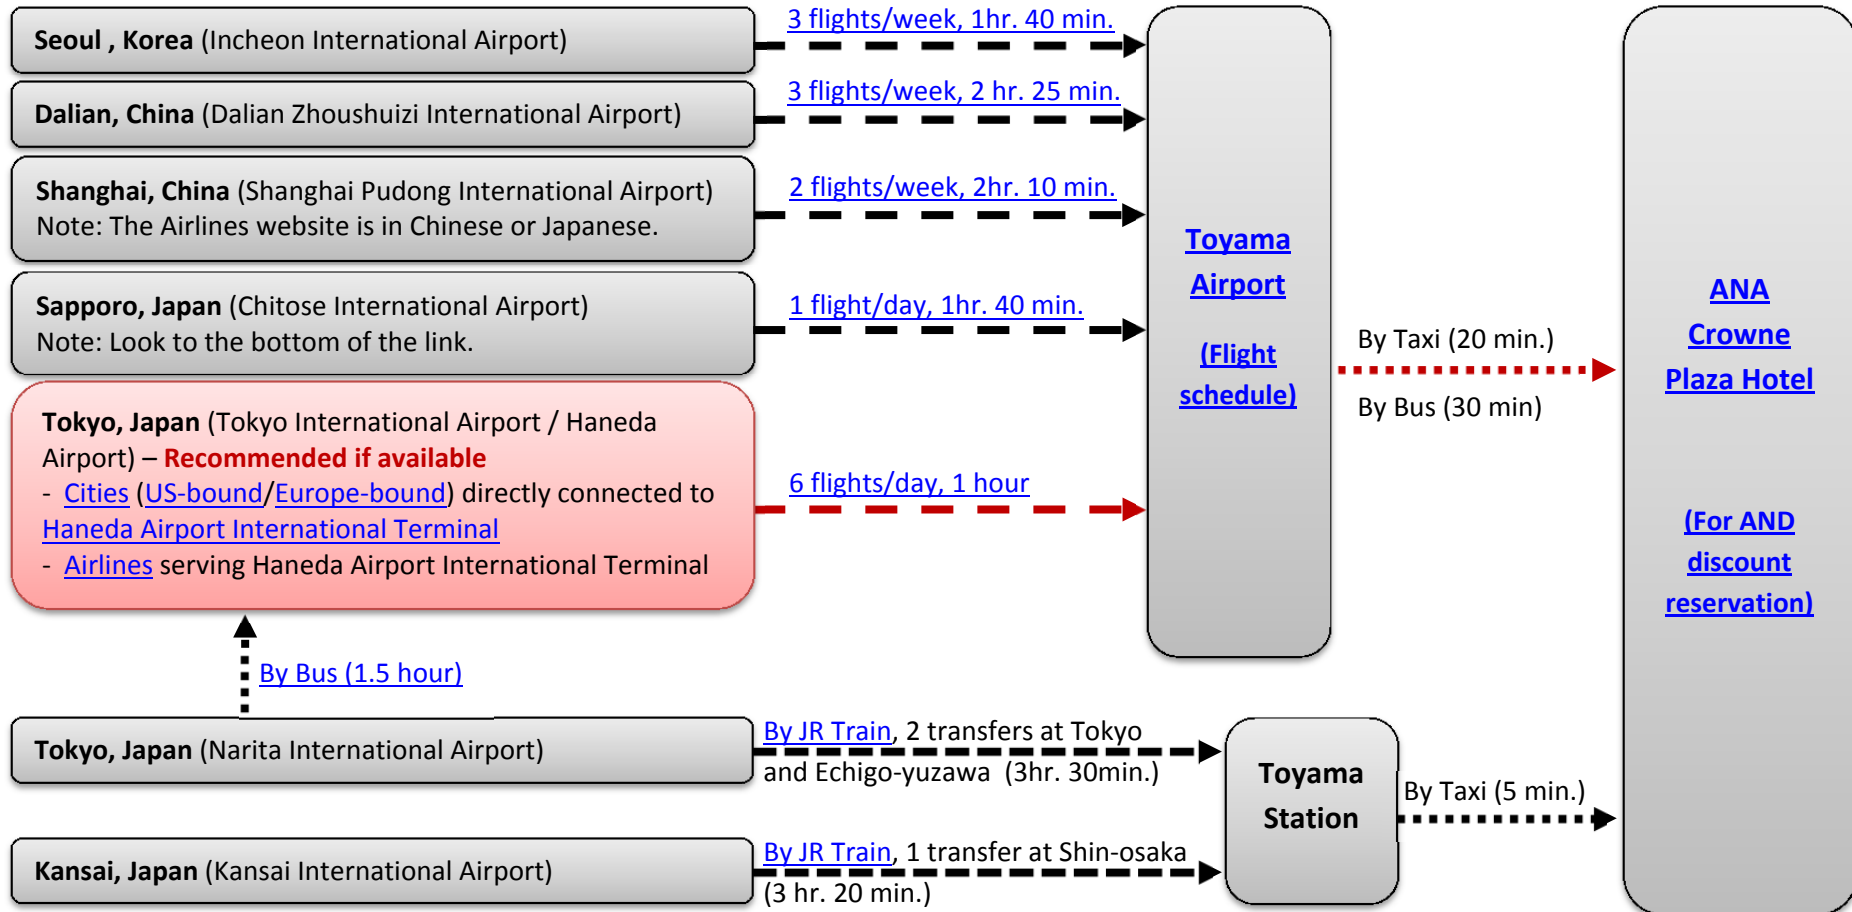 Seoul , Korea (Incheon International Airport)
3 flights/week, 1hr. 40 min.
Dalian, China (Dalian Zhoushuizi International Airport)
3 flights/week, 2 hr. 25 min.
Shanghai, China (Shanghai Pudong International Airport)
Note: The Airlines website is in Chinese or Japanese.
2 flights/week, 2hr. 10 min.
Sapporo, Japan (Chitose International Airport)
Note: Look to the bottom of the link.
1 flight/day, 1hr. 40 min.
Tokyo, Japan (Tokyo International Airport / Haneda
Airport) – Recommended if available
- Cities (US-bound/Europe-bound) directly connected to
Haneda Airport International Terminal
- Airlines serving Haneda Airport International Terminal
6 flights/day, 1 hour
Toyama
Airport
(Flight
schedule)
By Taxi (20 min.)
By Bus (30 min)
ANA
Crowne
Plaza Hotel
(For AND
discount
reservation)
By Bus (1.5 hour)
Tokyo, Japan (Narita International Airport)
By JR Train, 2 transfers at Tokyo
and Echigo-yuzawa (3hr. 30min.)
Kansai, Japan (Kansai International Airport)
By JR Train, 1 transfer at Shin-osaka
(3 hr. 20 min.)
Toyama
Station
By Taxi (5 min.)